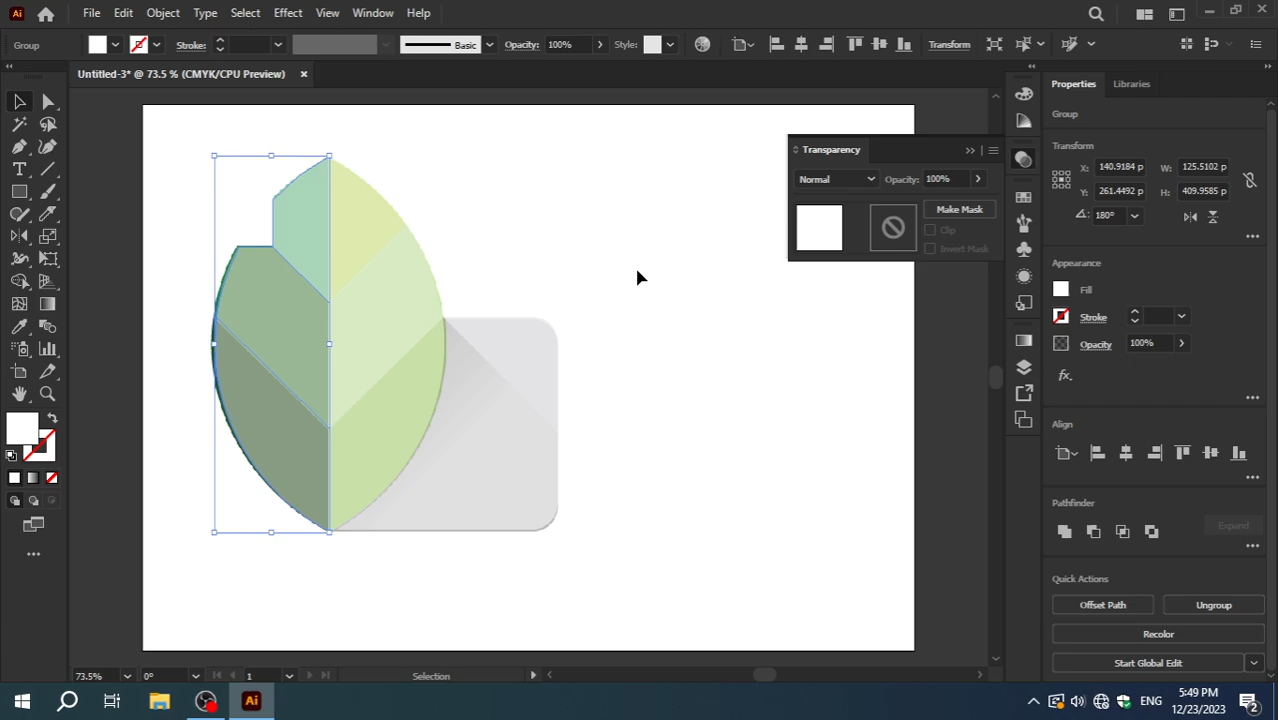 Ai File Edit Object Type Select Effect View Window Help
Group Stroke: Basic Opacity: 100% Style: Transform
Untitled-3* @ 73.5 % (CMYK/CPU Preview)
Properties Libraries
Group
Transform
X: 140.9184 p W: 125.5102 p
Y: 261.4492 p H: 409.9585 p
180°
Appearance
Fill
Stroke
Opacity 100%
fx.
Align
Pathfinder
Expand
Quick Actions
Offset Path Ungroup
Recolor
Start Global Edit
Transparency
Normal Opacity: 100%
Make Mask
Clip
Invert Mask
73.5% 0° 1 Selection
Ai ENG 5:49 PM
12/23/2023 2